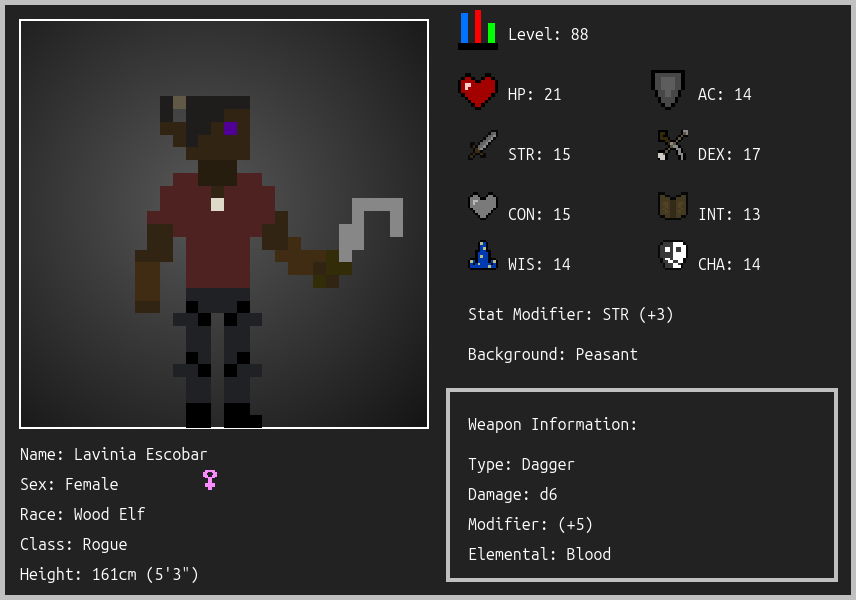 Level: 88
HP: 21
AC: 14
STR: 15
DEX: 17
CON: 15
INT: 13
WIS: 14
CHA: 14
Stat Modifier: STR (+3)
Background: Peasant
Weapon Information:
Type: Dagger
Damage: d6
Modifier: (+5)
Elemental: Blood
Name: Lavinia Escobar
Sex: Female
Race: Wood Elf
Class: Rogue
Height: 161cm (5'3")